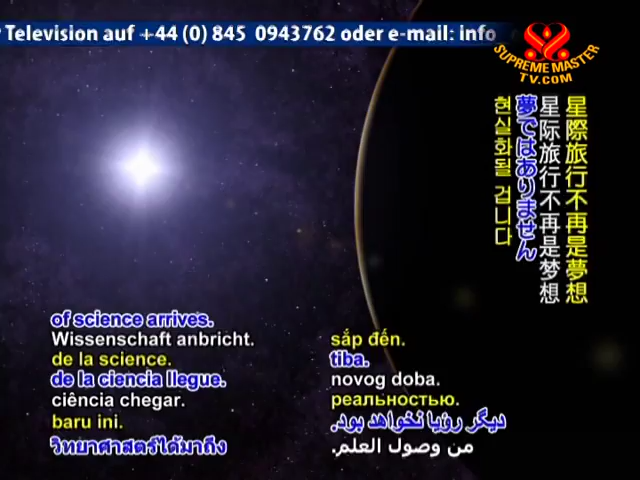 r Television auf +44 (0) 845 0943762 oder e-mail: info
SUPREME MASTER
TV.COM
星際旅行不再是夢想
星际旅行不再是梦想
夢ではありません
현실화될 겁니다
of science arrives.
Wissenschaft anbricht.
de la science.
de la ciencia llegue.
ciência chegar.
baru ini.
วิทยาศาสตร์ได้มาถึง
sắp đến.
tiba.
novog doba.
реальностью.
دیگر رؤیا نخواهد بود.
من وصول العلم.